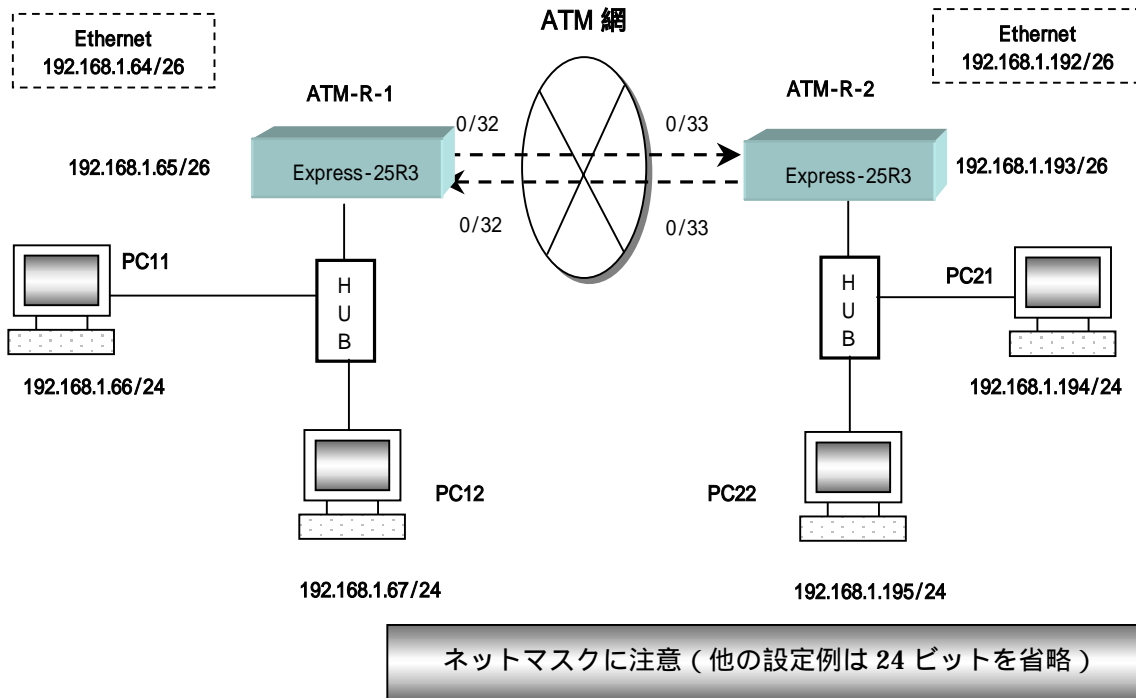 ATM 網
Ethernet
192.168.1.64/26
Ethernet
192.168.1.192/26
ATM-R-1
ATM-R-2
0/32
0/33
192.168.1.65/26
Express-25R3
Express-25R3
192.168.1.193/26
0/32
0/33
PC11
H
U
B
H
U
B
PC21
192.168.1.66/24
192.168.1.194/24
PC12
PC22
192.168.1.67/24
192.168.1.195/24
ネットマスクに注意（他の設定例は 24 ビットを省略）